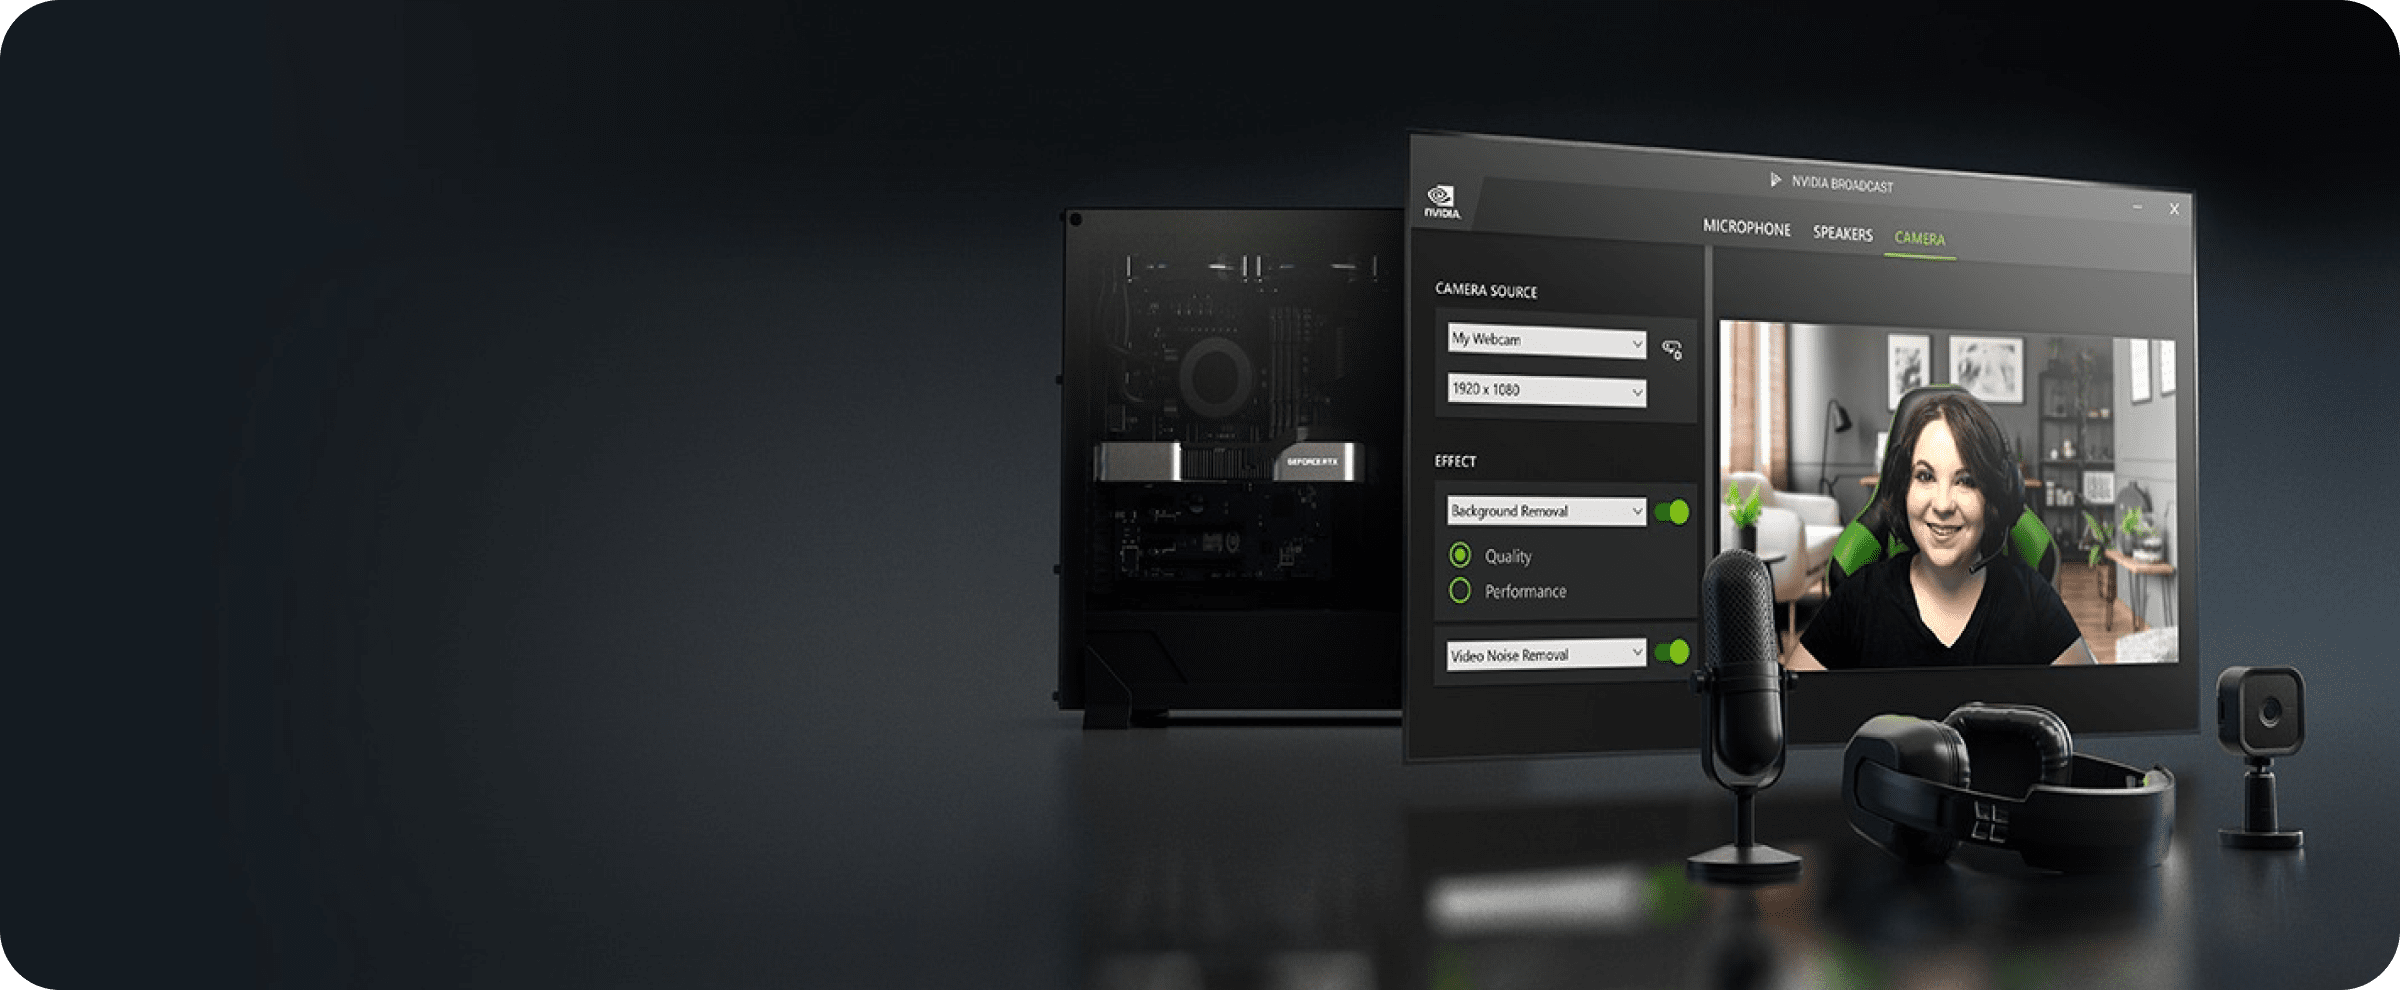 NVIDIA BROADCAST
NVIDIA
MICROPHONE SPEAKERS CAMERA
CAMERA SOURCE
My Webcam
1920 x 1080
EFFECT
Background Removal
Quality
Performance
Video Noise Removal
GEFORCE RTX